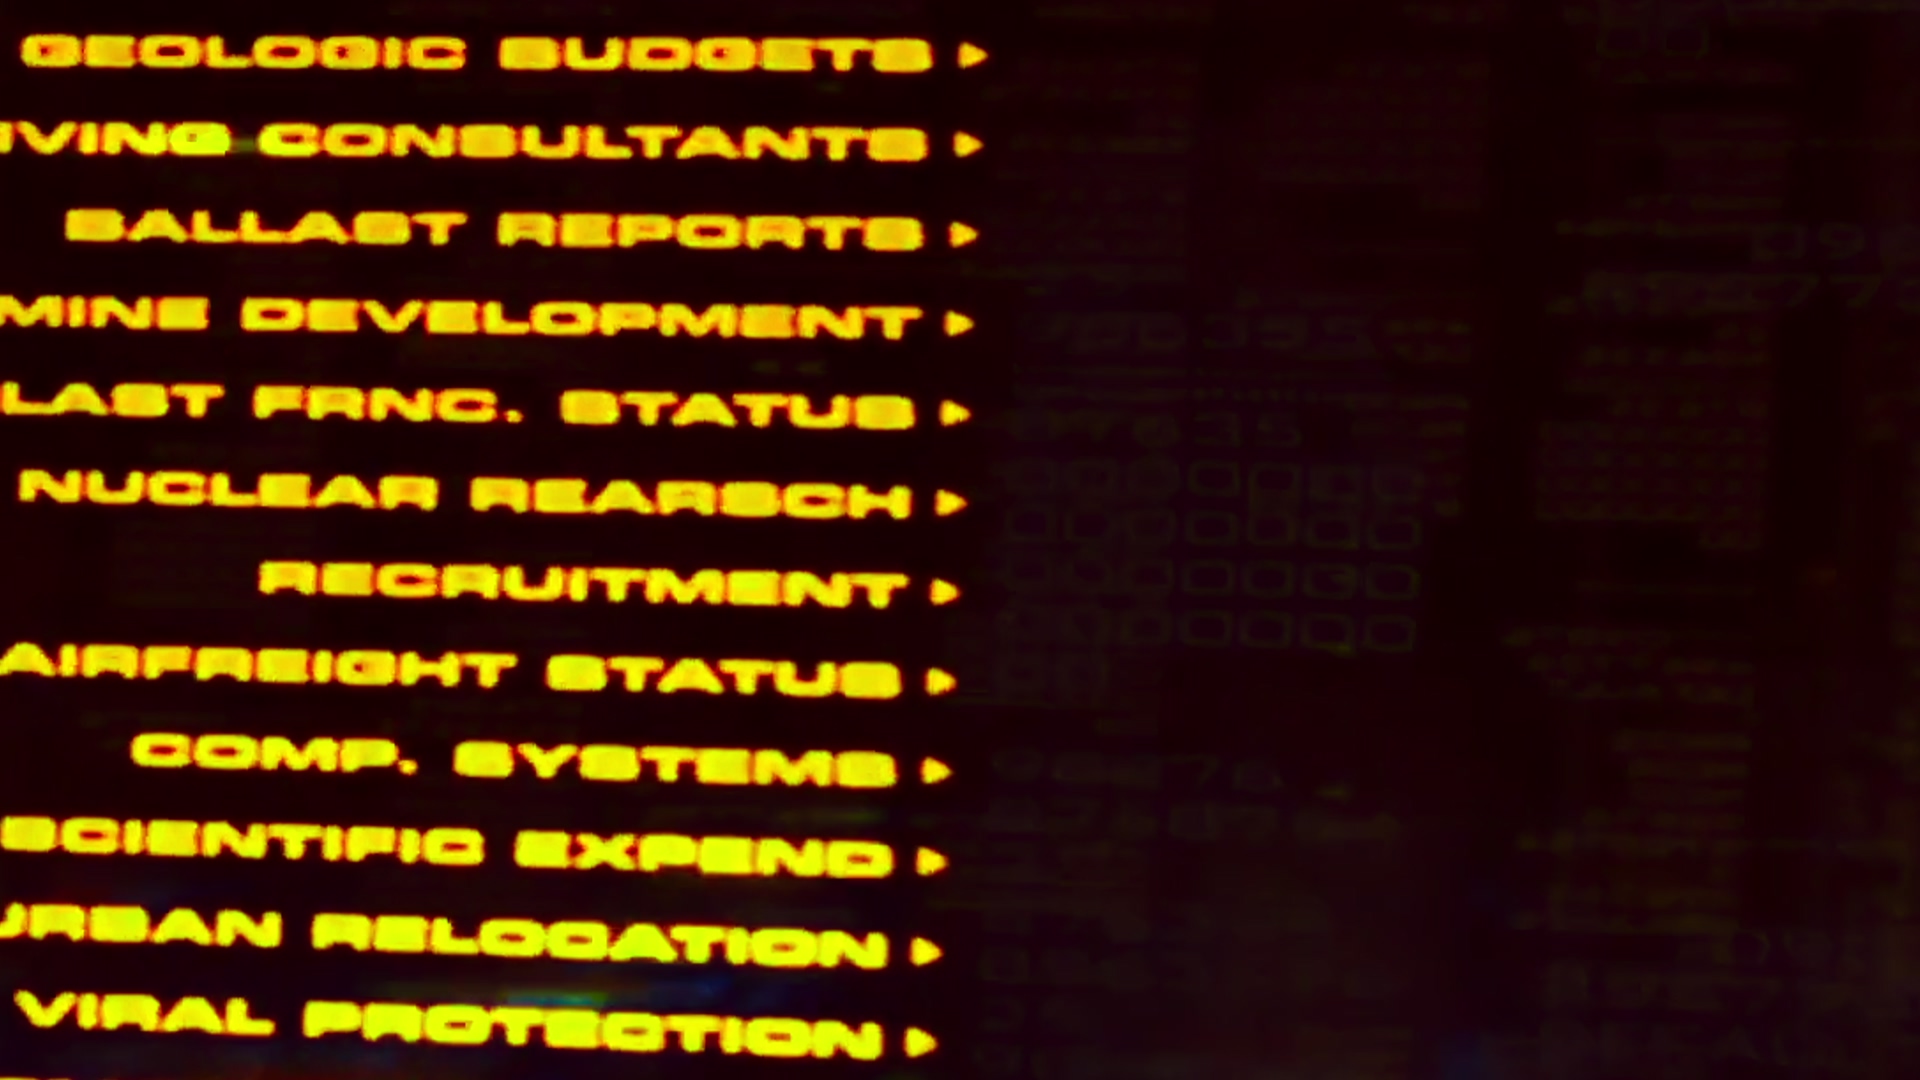 GEOLOGIC BUDGETS
IVING CONSULTANTS
BALLAST REPORTS
MINE DEVELOPMENT
LAST FRNC. STATUS
NUCLEAR REARSCH
RECRUITMENT
AIRFREIGHT STATUS
COMP. SYSTEMS
SCIENTIFIC EXPEND
URBAN RELOCATION
VIRAL PROTECTION